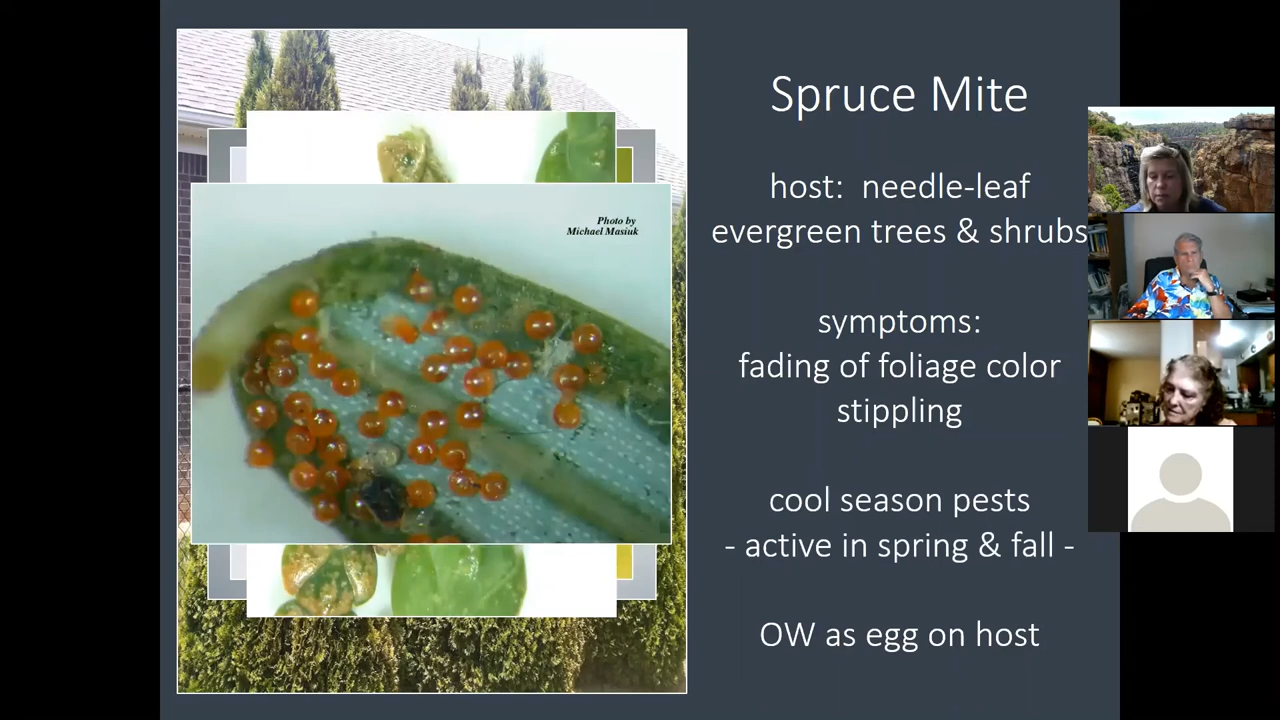 Photo by
Michael Masiuk
Spruce Mite
host:  needle-leaf
evergreen trees & shrubs
symptoms:
fading of foliage color
stippling
cool season pests
- active in spring & fall -
OW as egg on host